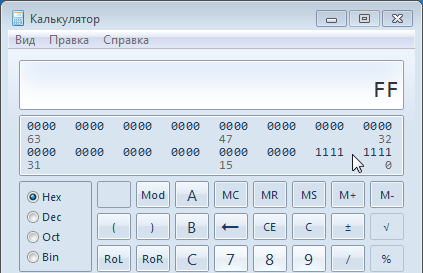 Калькулятор
Вид Правка Справка
FF
0000 0000 0000 0000 0000 0000 0000 0000
63 47 32
0000 0000 0000 0000 0000 0000 1111 1111
31 15 0
Hex Mod A MC MR MS M+ M-
Dec ( ) B ← CE C ± √
Oct
Bin RoL RoR C 7 8 9 / %